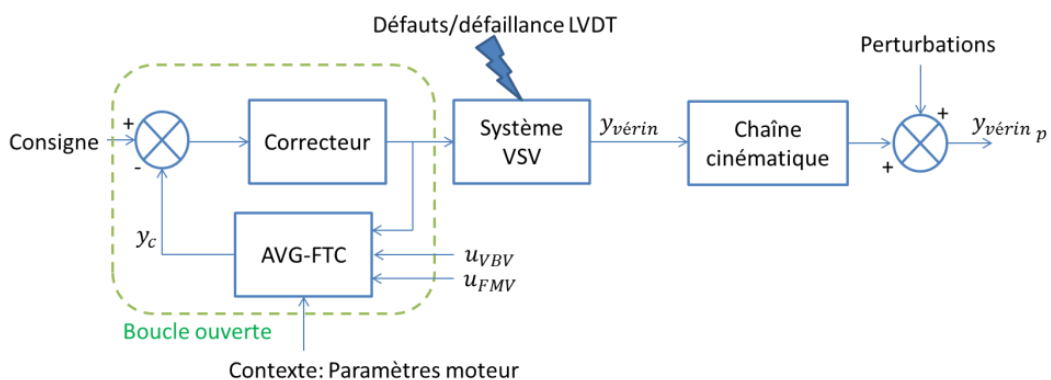 Défauts/défaillance LVDT
Perturbations
Consigne
+
-
Correcteur
Système
VSV
y_vérin
Chaîne
cinématique
+
+
y_vérin p
y_C
AVG-FTC
u_VBV
u_FMV
Boucle ouverte
Contexte: Paramètres moteur